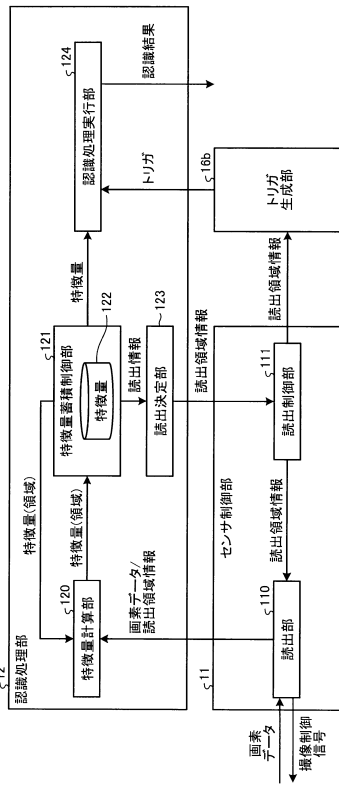 12
認識処理部
特徴量(領域)
120
特徴量計算部
特徴量(領域)
121
特徴量蓄積制御部
122
特徴量
特徴量
124
認識処理実行部
認識結果
読出情報
123
読出決定部
トリガ
画素データ/
読出領域情報
読出領域情報
11
センサ制御部
110
読出部
読出領域情報
111
読出制御部
読出領域情報
16b
トリガ
生成部
画素
データ
撮像制御
信号